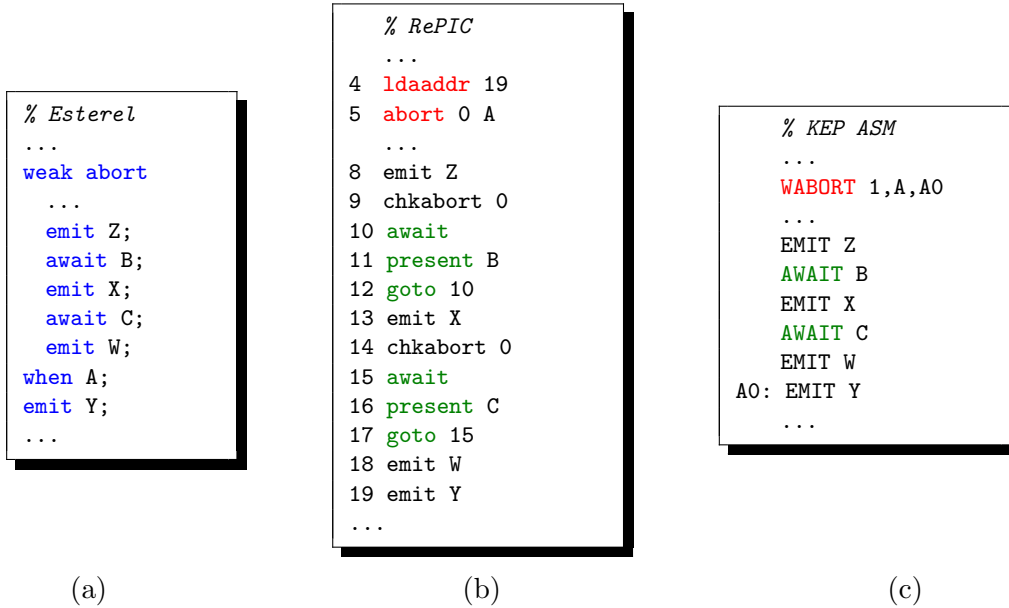 % Esterel
...
weak abort
...
emit Z;
await B;
emit X;
await C;
emit W;
when A;
emit Y;
...
(a)
% RePIC
...
4 ldaaddr 19
5 abort 0 A
...
8 emit Z
9 chkabort 0
10 await
11 present B
12 goto 10
13 emit X
14 chkabort 0
15 await
16 present C
17 goto 15
18 emit W
19 emit Y
...
(b)
% KEP ASM
...
WABORT 1,A,A0
...
EMIT Z
AWAIT B
EMIT X
AWAIT C
EMIT W
A0: EMIT Y
...
(c)